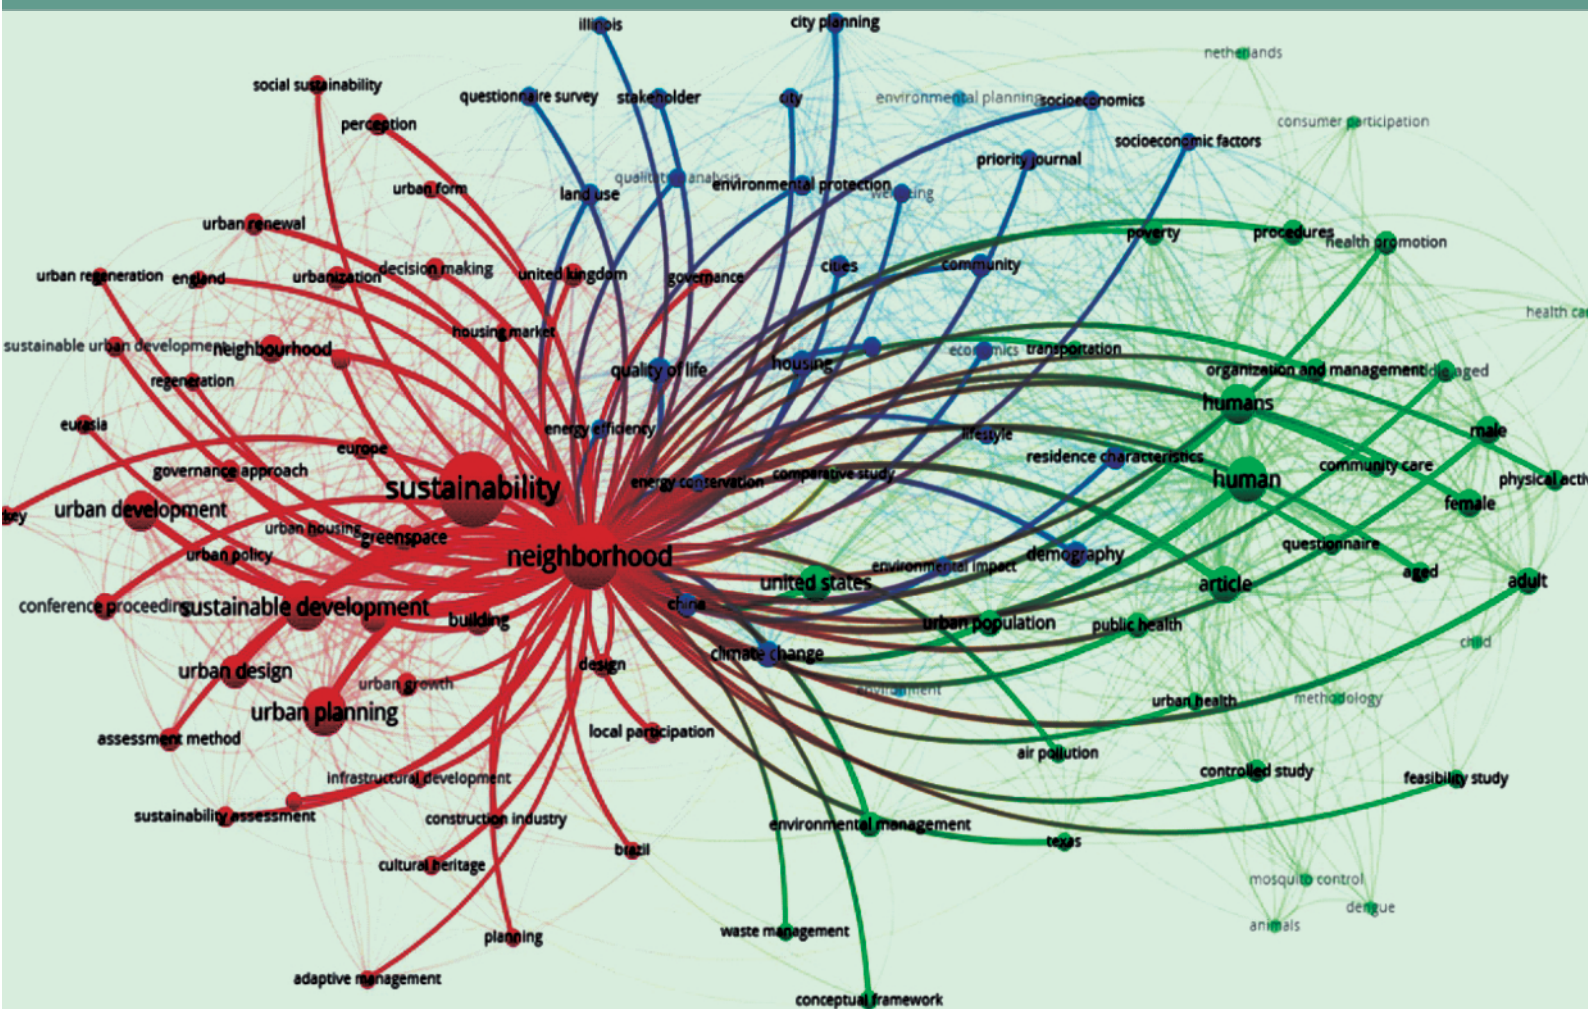 illinois
city planning
netherlands
social sustainability
questionnaire survey
stakeholder
city
environmental planning
socioeconomics
perception
consumer participation
socioeconomic factors
priority journal
qualitative analysis
urban form
land use
environmental protection
urban renewal
poverty
procedures
health promotion
urban regeneration
england
urbanization
decision making
united kingdom
governance
cities
community
housing market
sustainable urban development
neighbourhood
economics
transportation
regeneration
quality of life
housing
organization and management
humans
eurasia
energy efficiency
lifestyle
male
europe
governance approach
residence characteristics
community care
sustainability
energy conservation
comparative study
human
urban development
female
urban housing
greenspace
questionnaire
urban policy
neighborhood
demography
environmental impact
united states
article
aged
adult
conference proceeding
sustainable development
china
building
urban population
public health
child
climate change
design
urban design
urban growth
environment
urban health
methodology
urban planning
assessment method
local participation
air pollution
controlled study
feasibility study
infrastructural development
sustainability assessment
construction industry
environmental management
texas
brazil
cultural heritage
mosquito control
dengue
animals
planning
waste management
adaptive management
conceptual framework